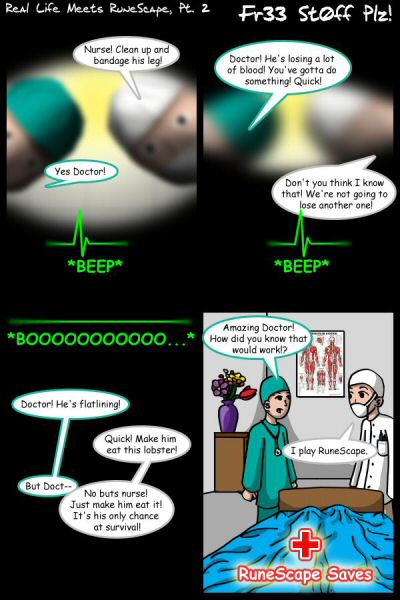 Real Life Meets RuneScape, Pt. 2
Fr33 St0ff Plz!
Nurse! Clean up and
bandage his leg!
Yes Doctor!
*BEEP*
Doctor! He's losing a lot
of blood! You've gotta do
something! Quick!
Don't you think I know
that! We're not going to
lose another one!
*BEEP*
*BOOOOOOOOOOO...*
Doctor! He's flatlining!
Quick! Make him
eat this lobster!
But Doct--
No buts nurse!
Just make him eat it!
It's his only chance
at survival!
Amazing Doctor!
How did you know that
would work!?
I play RuneScape.
RuneScape Saves